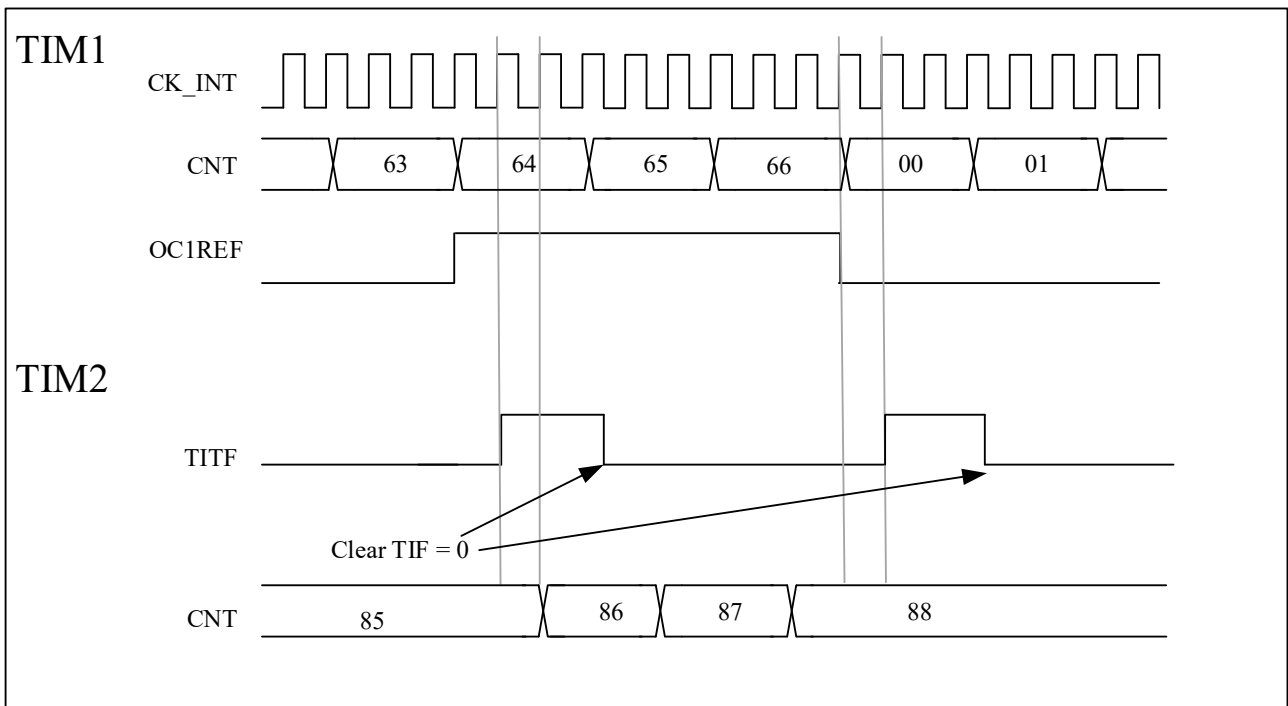 TIM1
CK_INT
CNT 63 64 65 66 00 01
OC1REF
TIM2
TITF
Clear TIF = 0
CNT 85 86 87 88